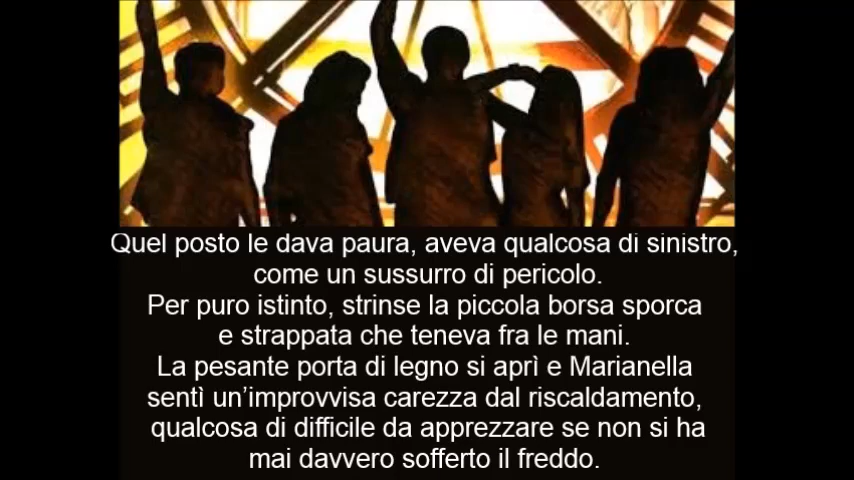 Quel posto le dava paura, aveva qualcosa di sinistro,
come un sussurro di pericolo.
Per puro istinto, strinse la piccola borsa sporca
e strappata che teneva fra le mani.
La pesante porta di legno si aprì e Marianella
sentì un’improvvisa carezza dal riscaldamento,
qualcosa di difficile da apprezzare se non si ha
mai davvero sofferto il freddo.